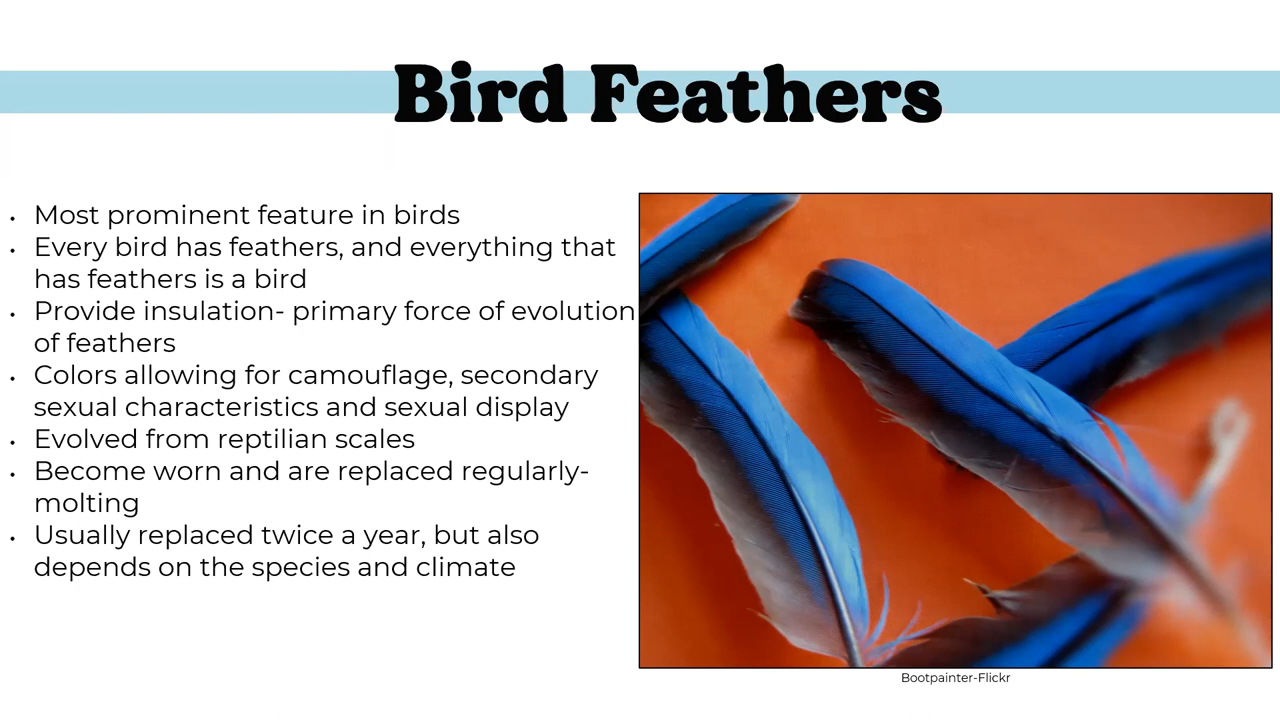 Bird Feathers
• Most prominent feature in birds
• Every bird has feathers, and everything that
has feathers is a bird
• Provide insulation- primary force of evolution
of feathers
• Colors allowing for camouflage, secondary
sexual characteristics and sexual display
• Evolved from reptilian scales
• Become worn and are replaced regularly-
molting
• Usually replaced twice a year, but also
depends on the species and climate
Bootpainter-Flickr